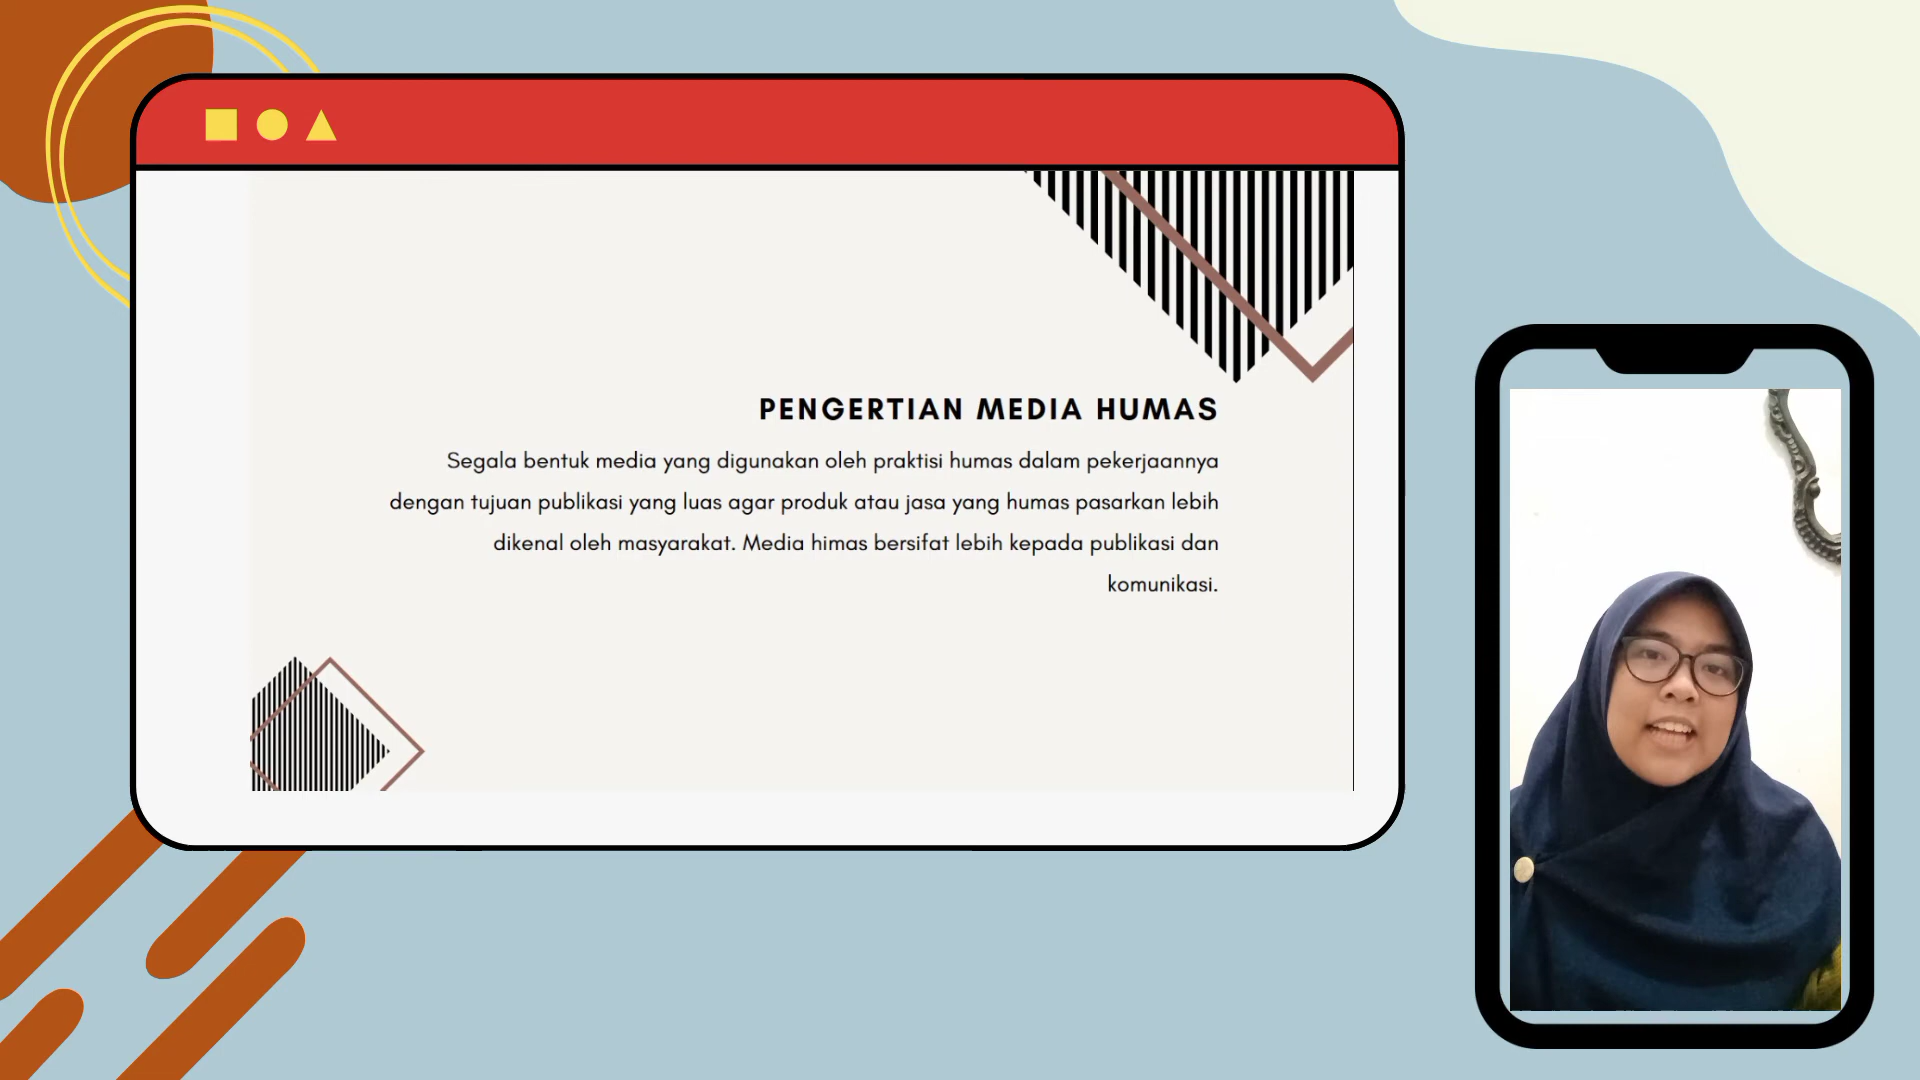 PENGERTIAN MEDIA HUMAS
Segala bentuk media yang digunakan oleh praktisi humas dalam pekerjaannya
dengan tujuan publikasi yang luas agar produk atau jasa yang humas pasarkan lebih
dikenal oleh masyarakat. Media himas bersifat lebih kepada publikasi dan
komunikasi.